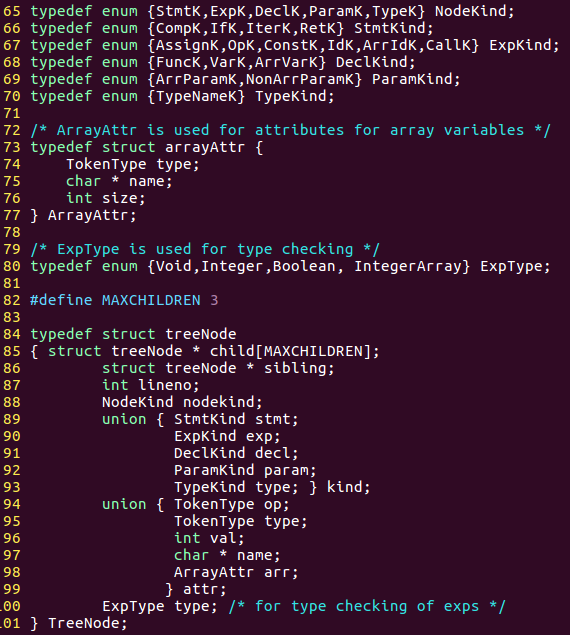 65 typedef enum {StmtK,ExpK,DeclK,ParamK,TypeK} NodeKind;
66 typedef enum {CompK,IfK,IterK,RetK} StmtKind;
67 typedef enum {AssignK,OpK,ConstK,IdK,ArrIdK,CallK} ExpKind;
68 typedef enum {FuncK,VarK,ArrVarK} DeclKind;
69 typedef enum {ArrParamK,NonArrParamK} ParamKind;
70 typedef enum {TypeNameK} TypeKind;
71
72 /* ArrayAttr is used for attributes for array variables */
73 typedef struct arrayAttr {
74     TokenType type;
75     char * name;
76     int size;
77 } ArrayAttr;
78
79 /* ExpType is used for type checking */
80 typedef enum {Void,Integer,Boolean, IntegerArray} ExpType;
81
82 #define MAXCHILDREN 3
83
84 typedef struct treeNode
85 { struct treeNode * child[MAXCHILDREN];
86         struct treeNode * sibling;
87         int lineno;
88         NodeKind nodekind;
89         union { StmtKind stmt;
90                 ExpKind exp;
91                 DeclKind decl;
92                 ParamKind param;
93                 TypeKind type; } kind;
94         union { TokenType op;
95                 TokenType type;
96                 int val;
97                 char * name;
98                 ArrayAttr arr;
99                } attr;
100         ExpType type; /* for type checking of exps */
101 } TreeNode;